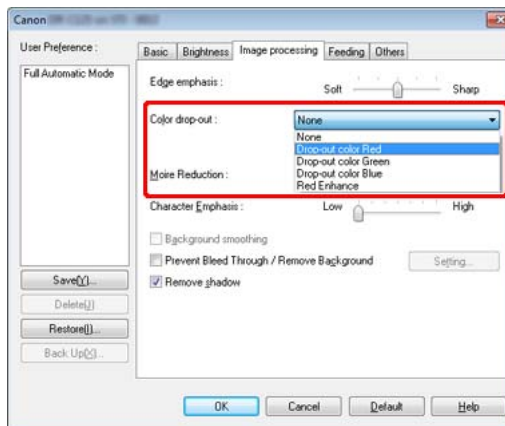 Canon
User Preference :
Full Automatic Mode
Save(Y)...
Delete(J)
Restore(I)...
Back Up(X)...
Basic Brightness Image processing Feeding Others
Edge emphasis :
Soft Sharp
Color drop-out :
None
None
Drop-out color Red
Drop-out color Green
Drop-out color Blue
Red Enhance
Moire Reduction :
Character Emphasis :
Low High
Background smoothing
Prevent Bleed Through / Remove Background
Setting...
Remove shadow
OK Cancel Default Help